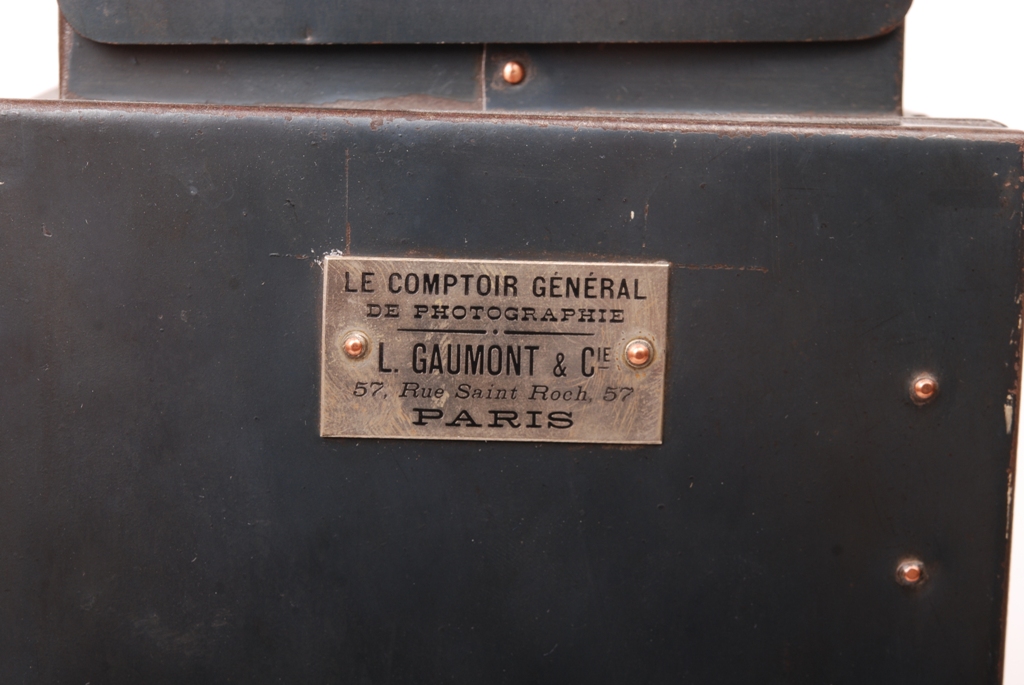 LE COMPTOIR GÉNÉRAL
DE PHOTOGRAPHIE
L. GAUMONT & CIE
57, Rue Saint Roch, 57
PARIS